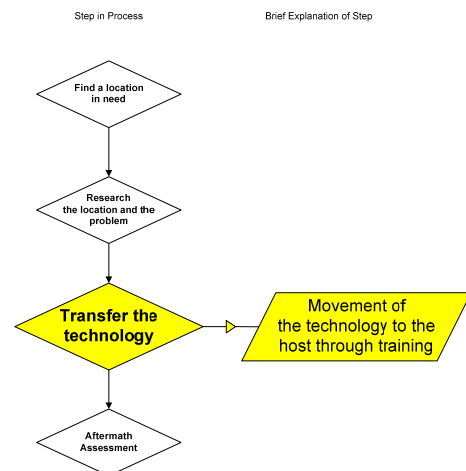 Step in Process
Brief Explanation of Step
Find a location
in need
Research
the location and the
problem
Transfer the
technology
Movement of
the technology to the
host through training
Aftermath
Assessment